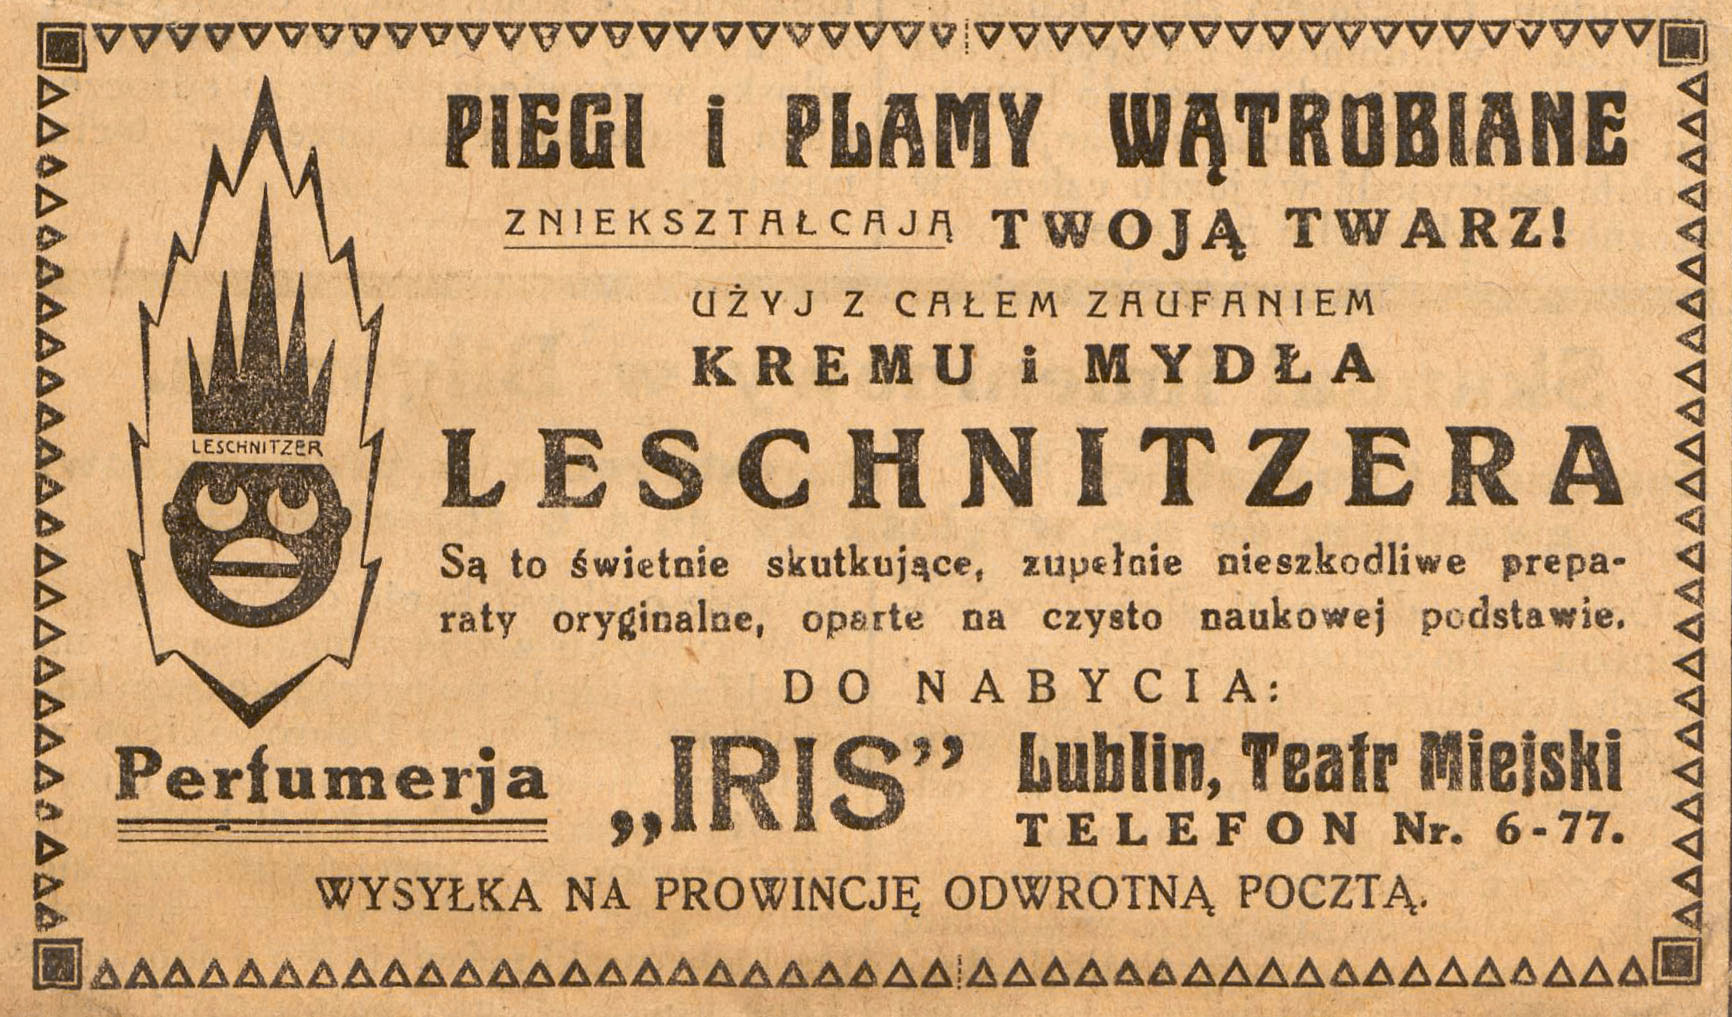 PIEGI i PLAMY WĄTROBIANE
ZNIEKSZTAŁCAJĄ TWOJĄ TWARZ!
UŻYJ Z CAŁEM ZAUFANIEM
KREMU i MYDŁA
LESCHNITZER
LESCHNITZERA
Są to świetnie skutkujące, zupełnie nieszkodliwe prepa-
raty oryginalne, oparte na czysto naukowej podstawie.
DO NABYCIA:
Perfumerja „IRIS” Lublin, Teatr Miejski
TELEFON Nr. 6-77.
WYSYŁKA NA PROWINCJĘ ODWROTNĄ POCZTĄ.